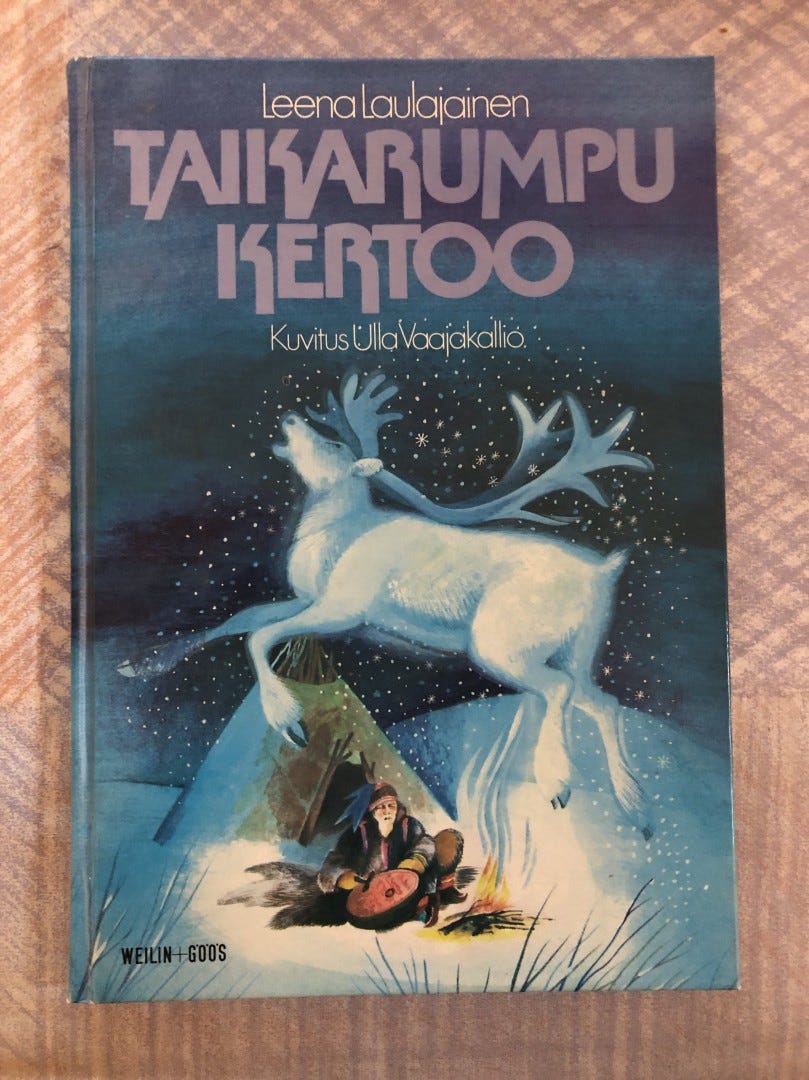 Leena Laulajainen
TAIKARUMPU
KERTOO
Kuvitus Ulla Vaajakallio
WEILIN+GÖÖS